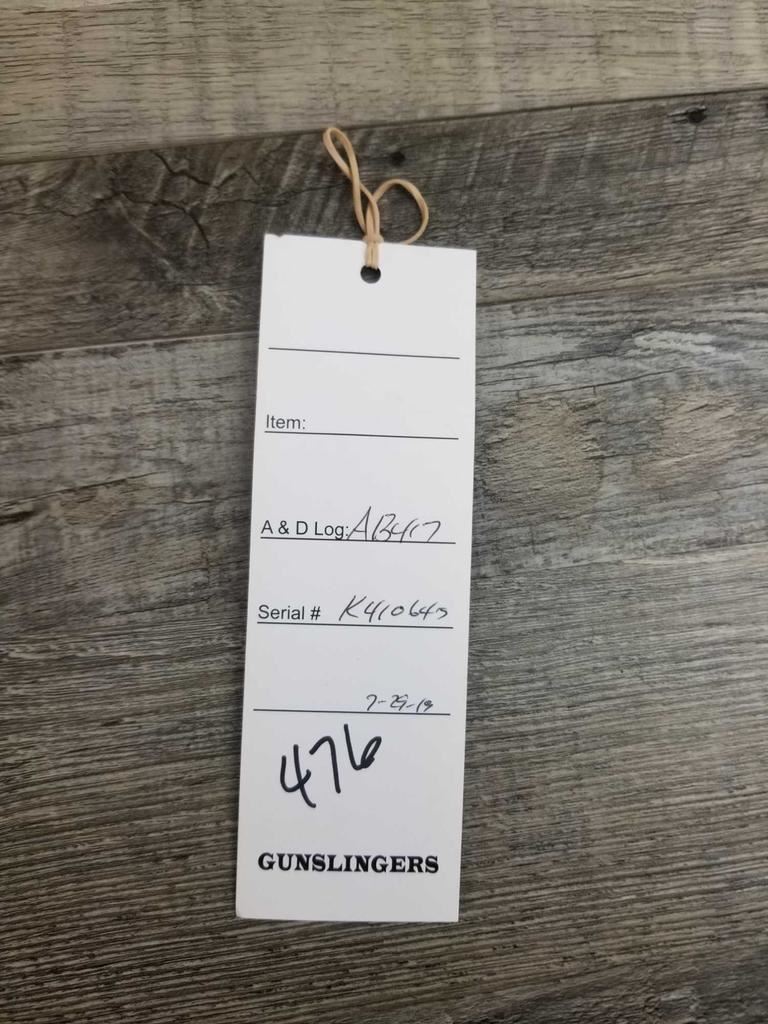 Item:
A & D Log: AB417
Serial # K410645
7-29-19
476
GUNSLINGERS